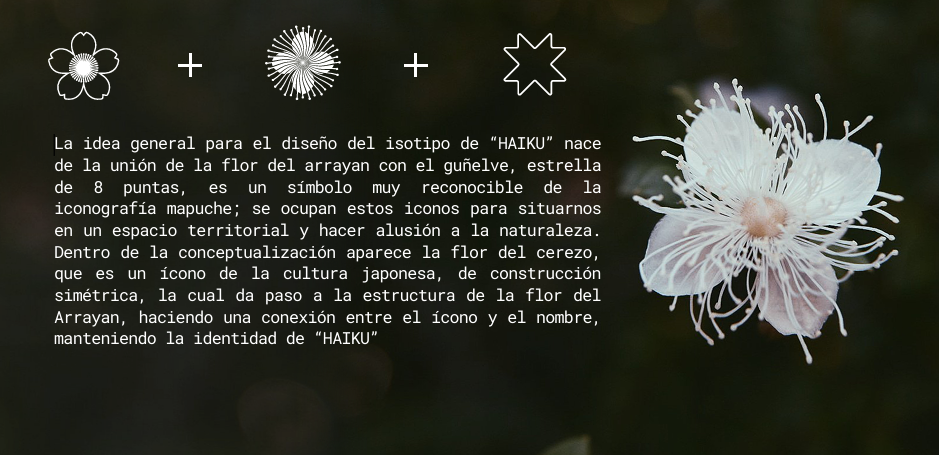 La idea general para el diseño del isotipo de “HAIKU” nace
de la unión de la flor del arrayan con el guñelve, estrella
de 8 puntas, es un símbolo muy reconocible de la
iconografía mapuche; se ocupan estos iconos para situarnos
en un espacio territorial y hacer alusión a la naturaleza.
Dentro de la conceptualización aparece la flor del cerezo,
que es un ícono de la cultura japonesa, de construcción
simétrica, la cual da paso a la estructura de la flor del
Arrayan, haciendo una conexión entre el ícono y el nombre,
manteniendo la identidad de “HAIKU”